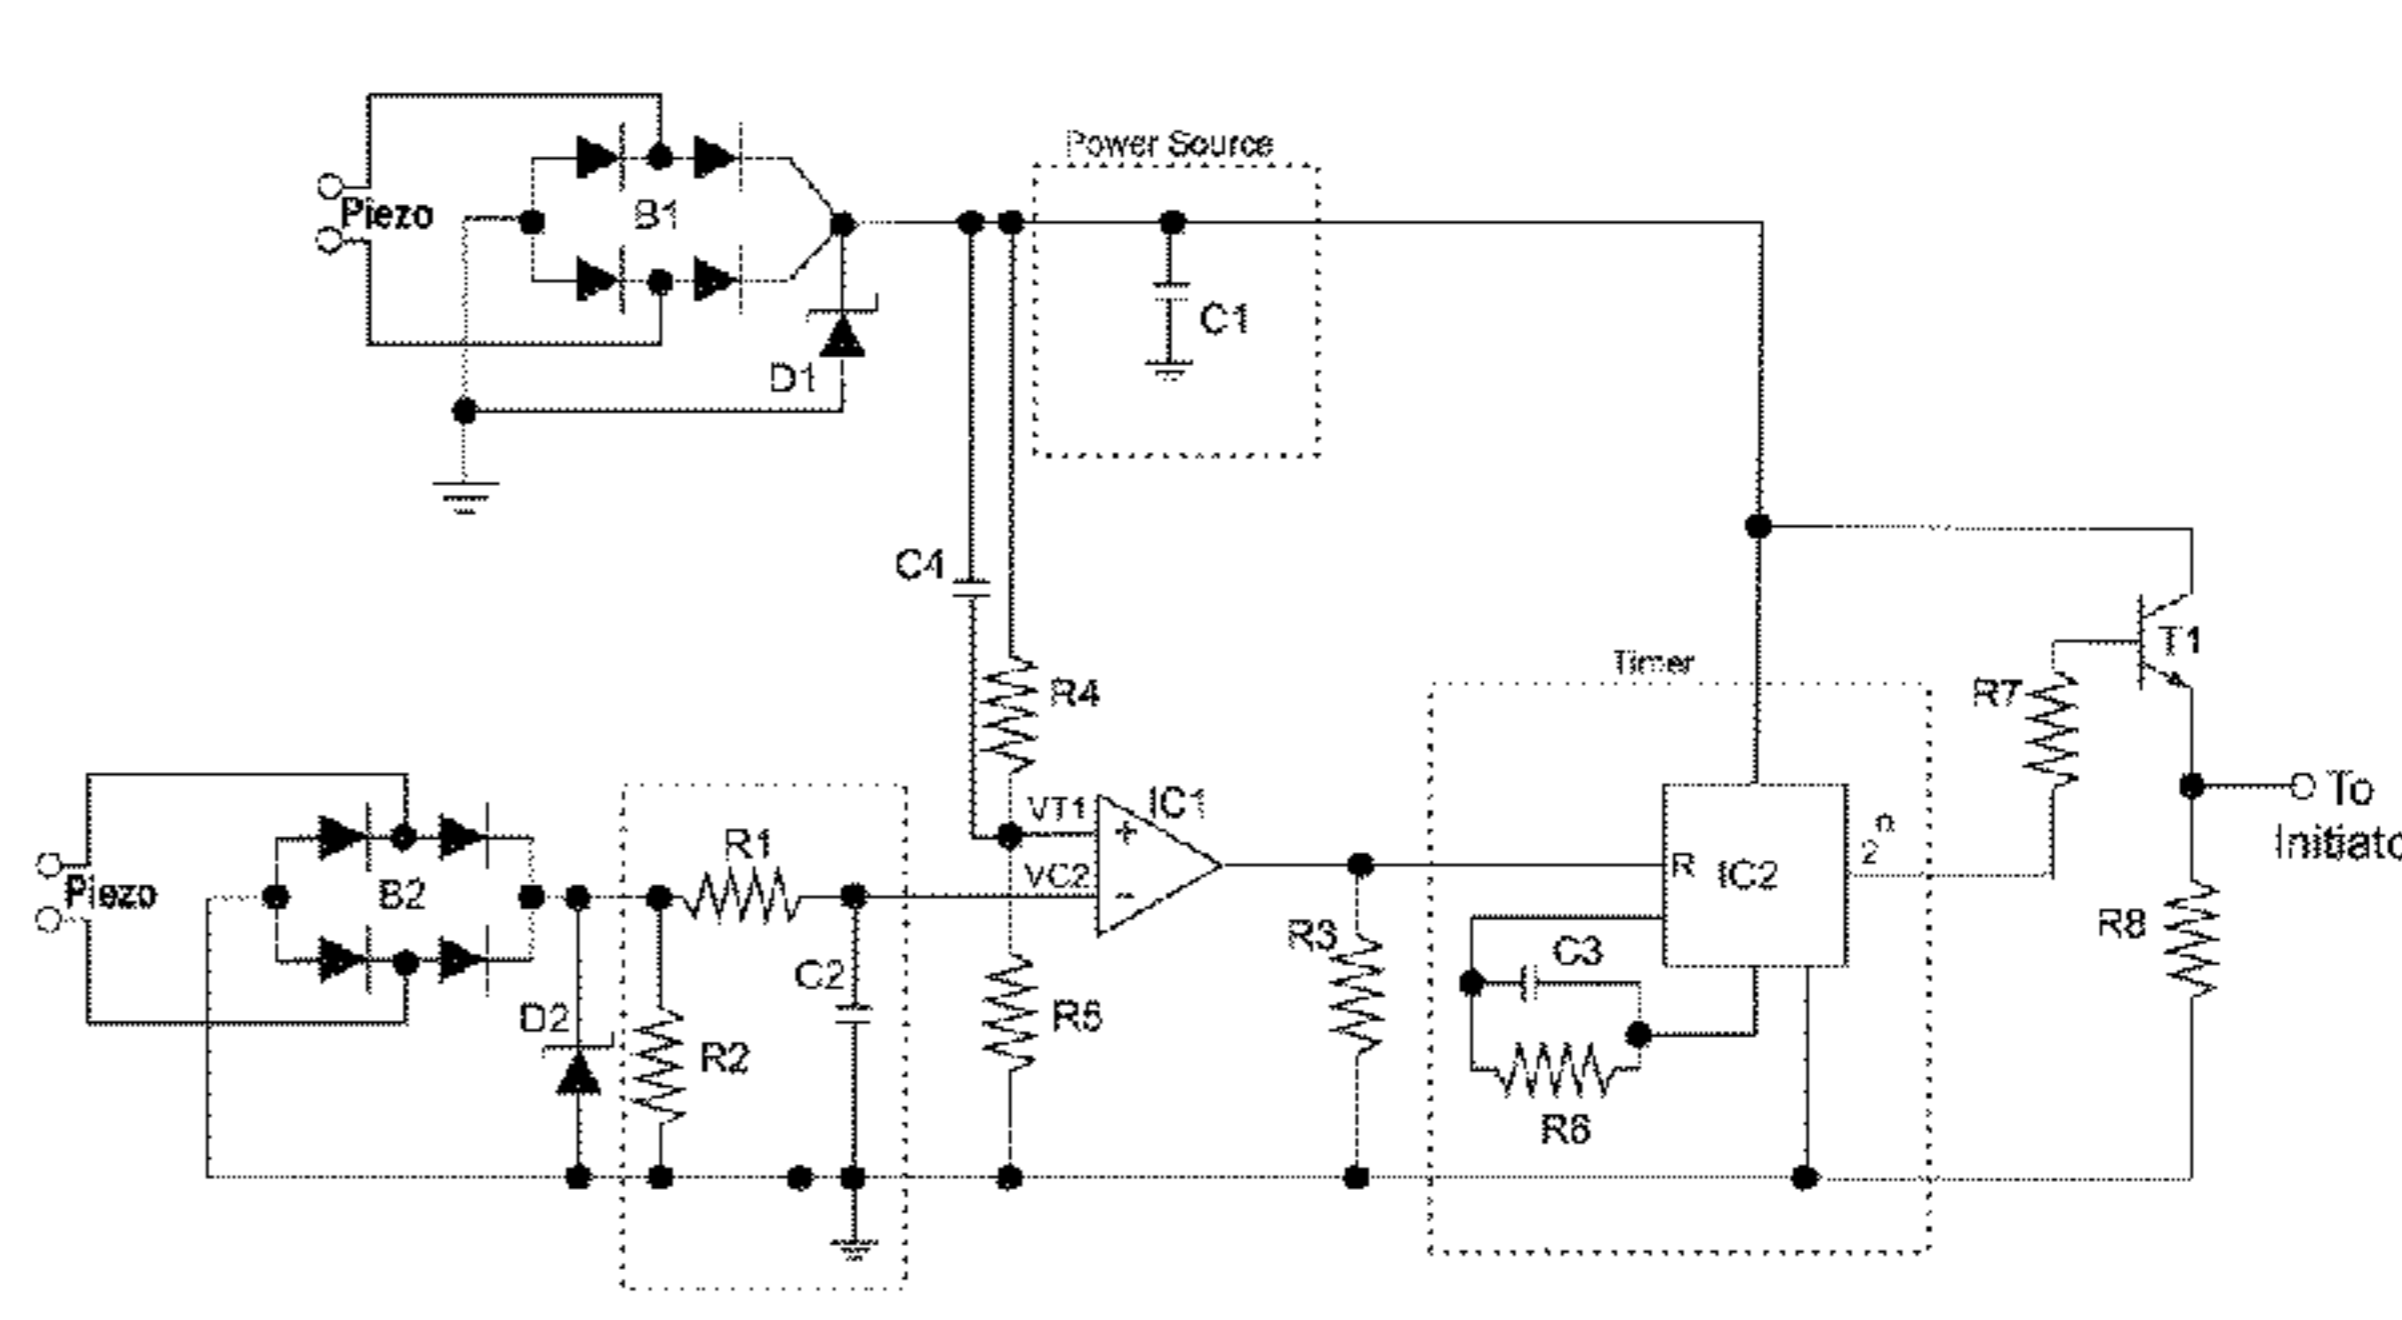 Power Source
Piezo
B1
C1
D1
C4
T1
Timer
R4
R7
VT1
IC1
To
Initiato
R1
n
2
Piezo
B2
VC2
R
IC2
+
-
R3
R8
C3
C2
D2
R5
R2
R6